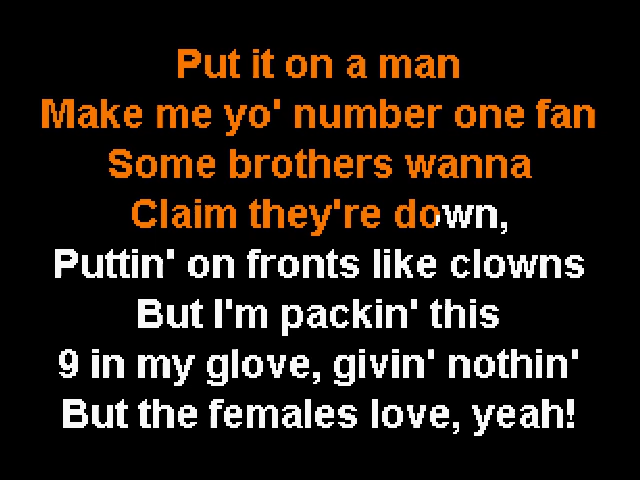 Put it on a man
Make me yo' number one fan
Some brothers wanna
Claim they're down,
Puttin' on fronts like clowns
But I'm packin' this
9 in my glove, givin' nothin'
But the females love, yeah!